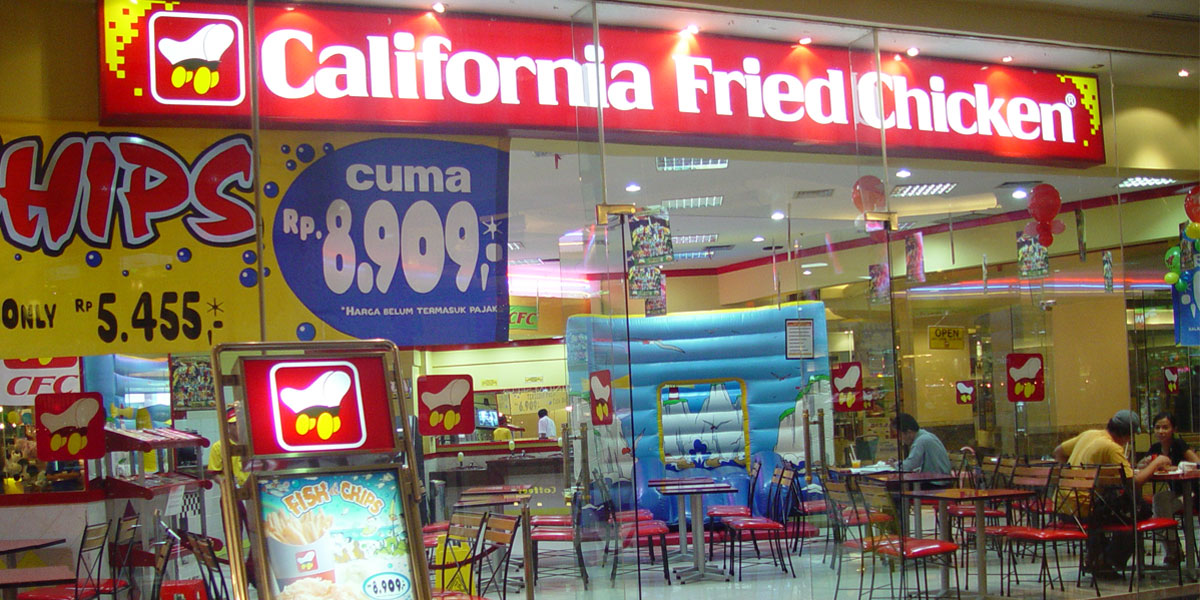 California Fried Chicken®
HIPS
cuma
Rp. 8.909,-*
*HARGA BELUM TERMASUK PAJAK
ONLY Rp 5.455,-*
CFC
CFC
OPEN
FISH & CHIPS
8.909,-